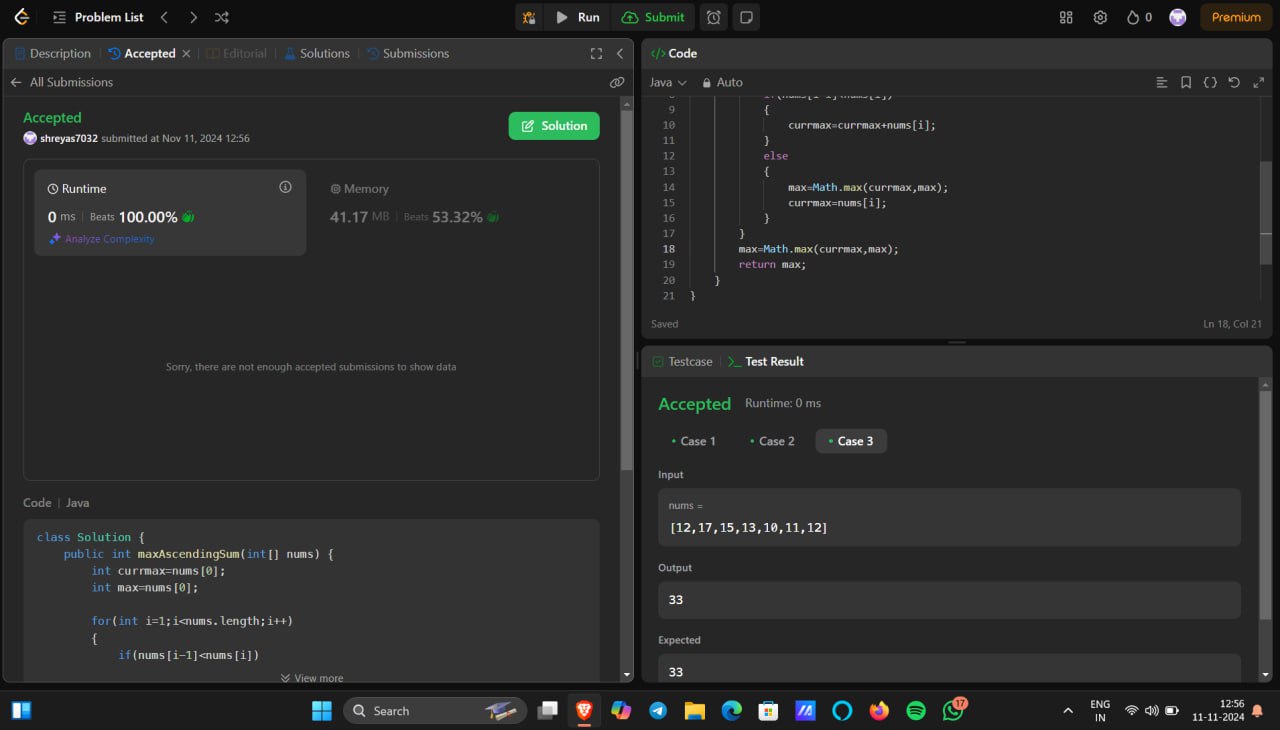 Problem List
Run
Submit
0
Premium
Description | Accepted | Editorial | Solutions | Submissions
All Submissions
Accepted
shreyas7032 submitted at Nov 11, 2024 12:56
Solution
Runtime
0 ms | Beats 100.00%
Analyze Complexity
Memory
41.17 MB | Beats 53.32%
Sorry, there are not enough accepted submissions to show data
Code | Java
class Solution {
public int maxAscendingSum(int[] nums) {
int currmax=nums[0];
int max=nums[0];
for(int i=1;i<nums.length;i++)
{
if(nums[i-1]<nums[i])
View more
</> Code
Java
Auto
8 if(nums[i-1]<nums[i])
9 {
10 currmax=currmax+nums[i];
11 }
12 else
13 {
14 max=Math.max(currmax,max);
15 currmax=nums[i];
16 }
17 }
18 max=Math.max(currmax,max);
19 return max;
20 }
21 }
Saved
Ln 18, Col 21
Testcase | >_ Test Result
Accepted Runtime: 0 ms
• Case 1 • Case 2 • Case 3
Input
nums =
[12,17,15,13,10,11,12]
Output
33
Expected
33
Search
17
ENG
IN
12:56
11-11-2024